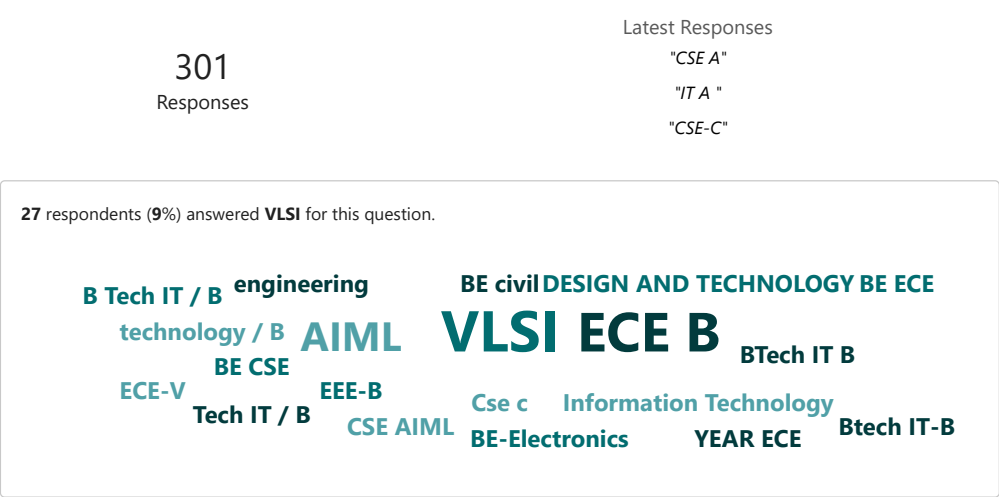 301
Responses
Latest Responses
"CSE A"
"IT A "
"CSE-C"
27 respondents (9%) answered VLSI for this question.
B Tech IT / B
engineering
BE civil
DESIGN AND TECHNOLOGY
BE ECE
technology / B
AIML
VLSI
ECE B
BTech IT B
BE CSE
ECE-V
EEE-B
Tech IT / B
CSE AIML
Cse c
Information Technology
BE-Electronics
YEAR ECE
Btech IT-B